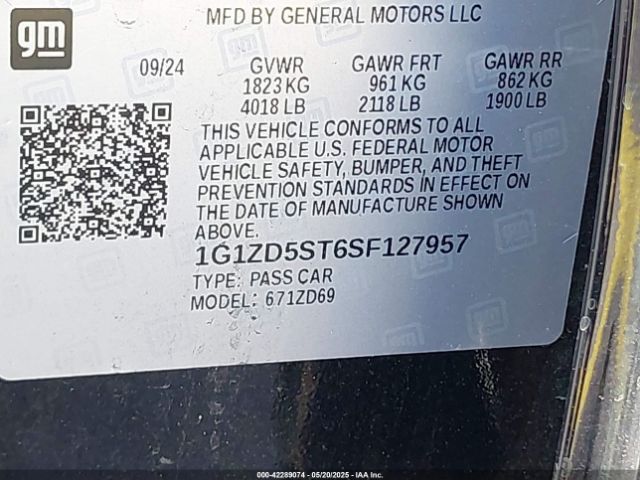 gm
MFD BY GENERAL MOTORS LLC
09/24 GVWR GAWR FRT GAWR RR
1823 KG 961 KG 862 KG
4018 LB 2118 LB 1900 LB
THIS VEHICLE CONFORMS TO ALL
APPLICABLE U.S. FEDERAL MOTOR
VEHICLE SAFETY, BUMPER, AND THEFT
PREVENTION STANDARDS IN EFFECT ON
THE DATE OF MANUFACTURE SHOWN
ABOVE.
1G1ZD5ST6SF127957
TYPE: PASS CAR
MODEL: 671ZD69
000-42289074 | 05/20/2025 - IAA Inc.